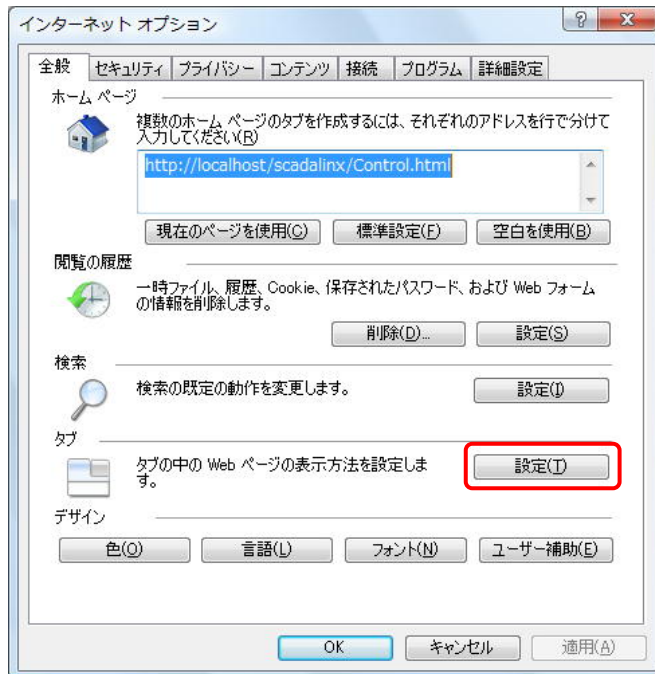 インターネット オプション
全般 セキュリティ プライバシー コンテンツ 接続 プログラム 詳細設定
ホーム ページ
複数のホーム ページのタブを作成するには、それぞれのアドレスを行で分けて
入力してください(R)
http://localhost/scadalinx/Control.html
現在のページを使用(C) 標準設定(F) 空白を使用(B)
閲覧の履歴
一時ファイル、履歴、Cookie、保存されたパスワード、および Web フォーム
の情報を削除します。
削除(D)... 設定(S)
検索
検索の既定の動作を変更します。 設定(I)
タブ
タブの中の Web ページの表示方法を設定しま
す。
設定(T)
デザイン
色(O) 言語(L) フォント(N) ユーザー補助(E)
OK キャンセル 適用(A)